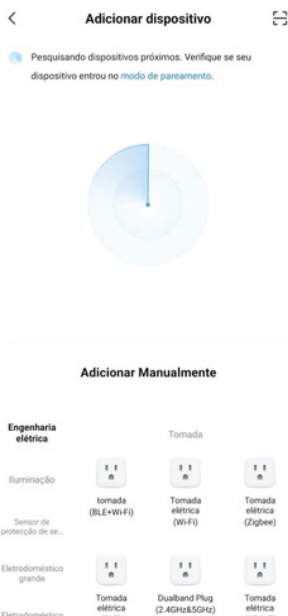 Adicionar dispositivo
Pesquisando dispositivos próximos. Verifique se seu
dispositivo entrou no modo de pareamento.
Adicionar Manualmente
Engenharia
elétrica
Tomada
Iluminação
tomada
(BLE+Wi-Fi)
Tomada
elétrica
(Wi-Fi)
Tomada
elétrica
(Zigbee)
Sensor de
protecção de se...
Eletrodoméstico
grande
Tomada
elétrica
Dualband Plug
(2.4GHz&5GHz)
Tomada
elétrica
Eletrodoméstico